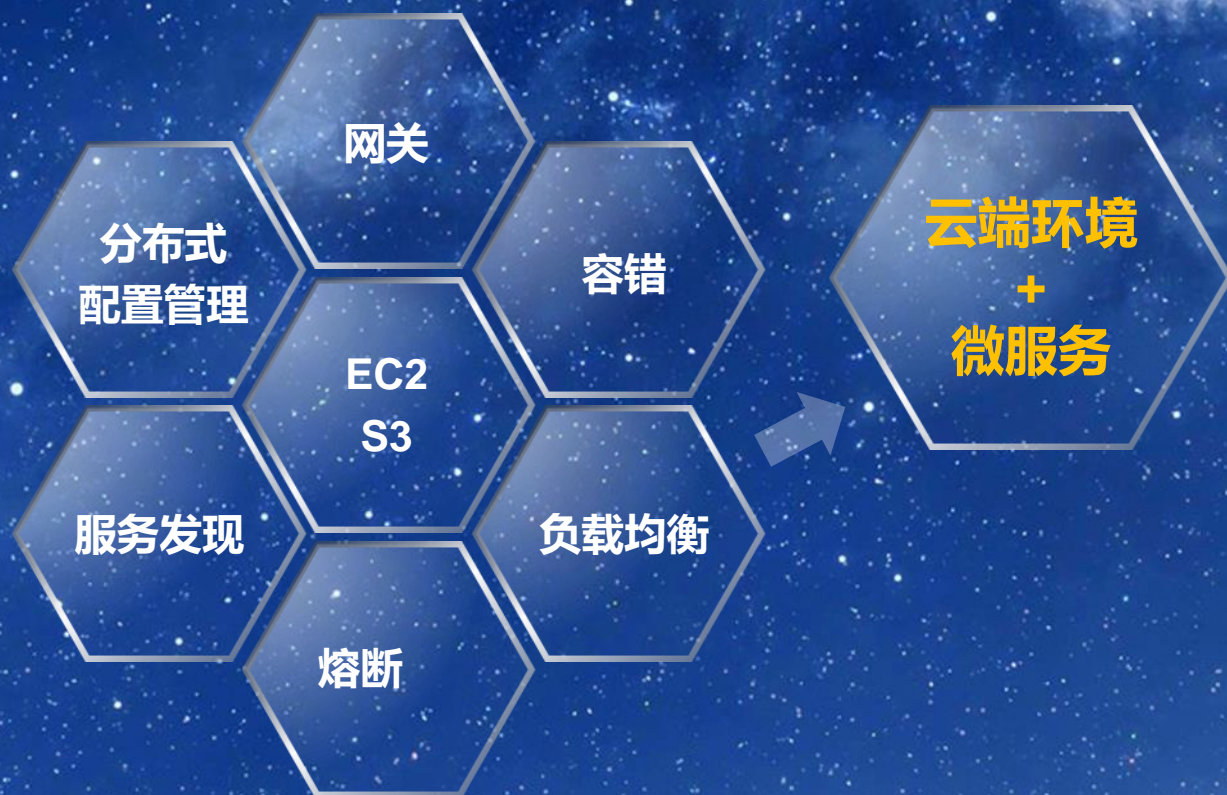 网关
分布式
配置管理
容错
EC2
S3
服务发现
负载均衡
熔断
云端环境
+
微服务